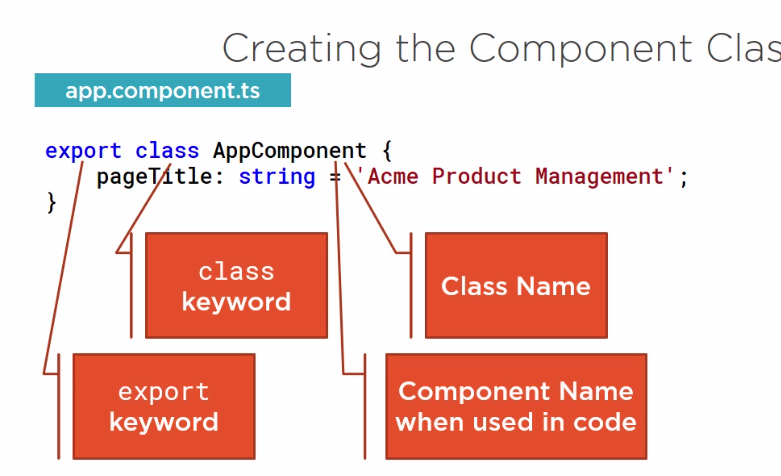 Creating the Component Clas
app.component.ts
export class AppComponent {
pageTitle: string = 'Acme Product Management';
}
class
keyword
Class Name
export
keyword
Component Name
when used in code